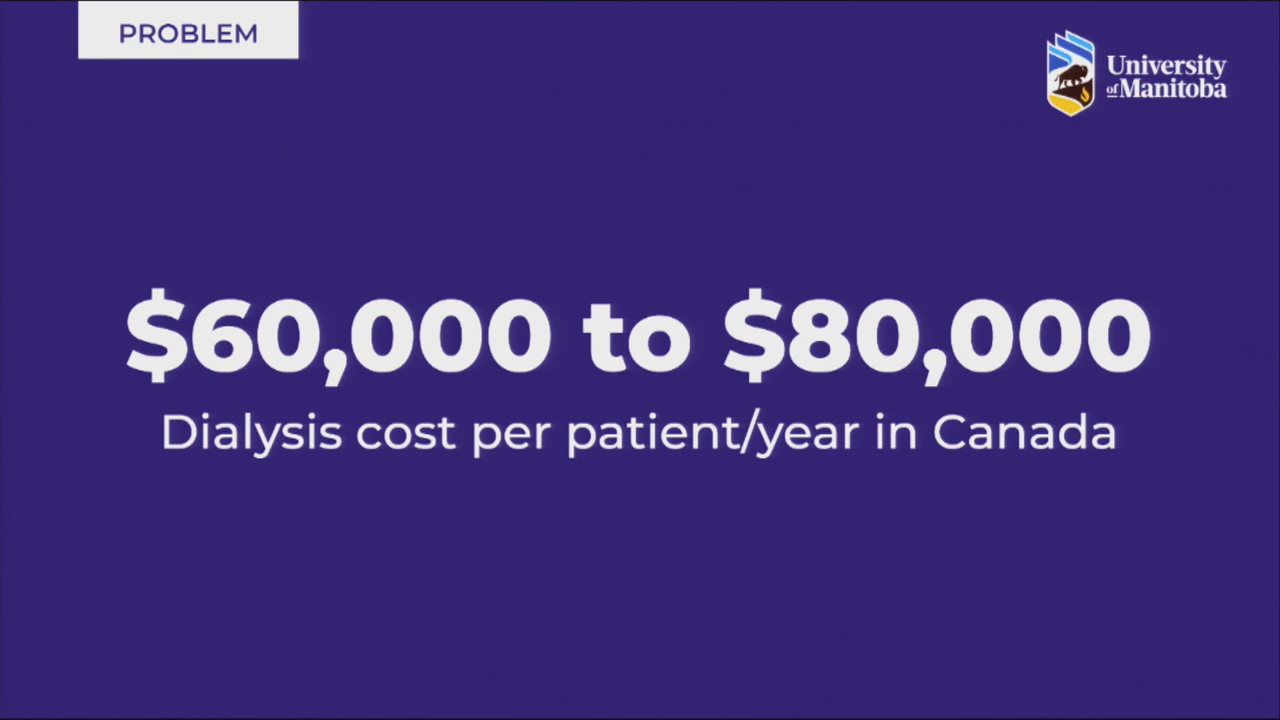 PROBLEM
University
of Manitoba
$60,000 to $80,000
Dialysis cost per patient/year in Canada